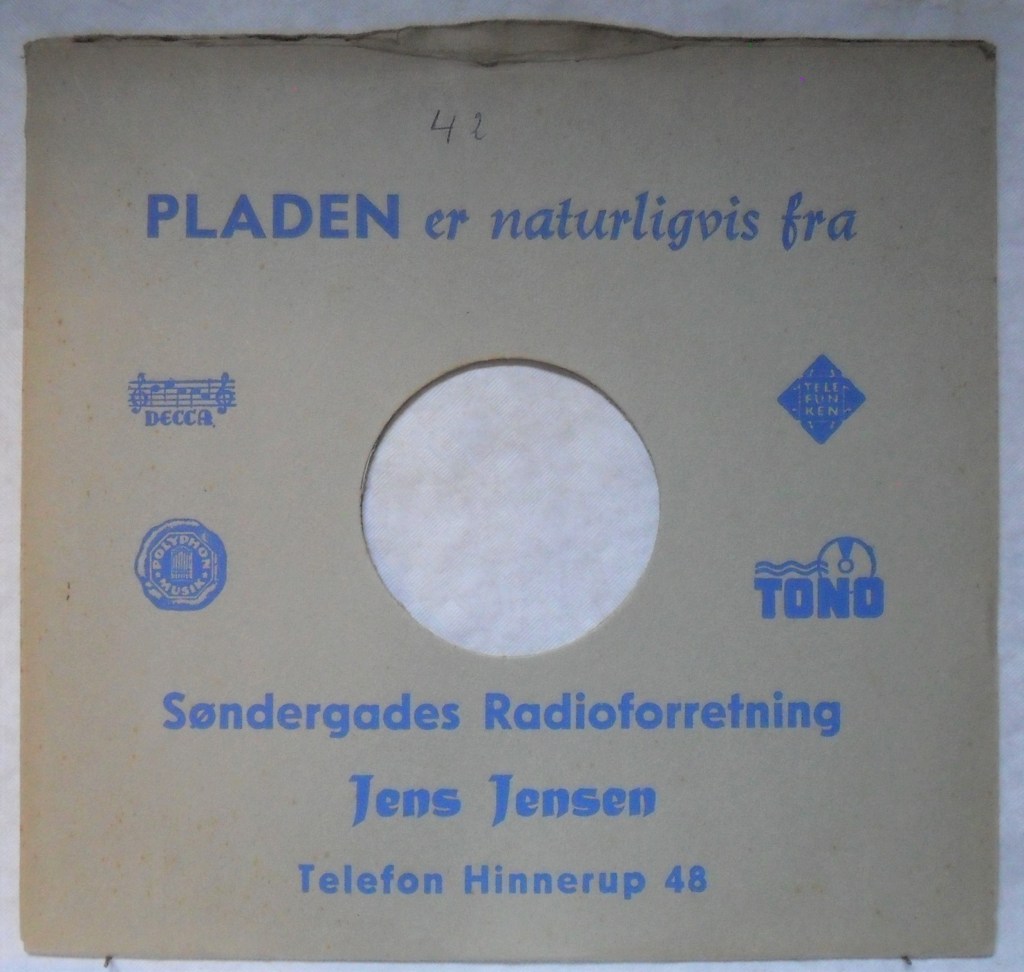 42
PLADEN er naturligvis fra
DECCA
TELE
FUN
KEN
POLYPHON
MUSIK
TONO
Søndergades Radioforretning
Jens Jensen
Telefon Hinnerup 48